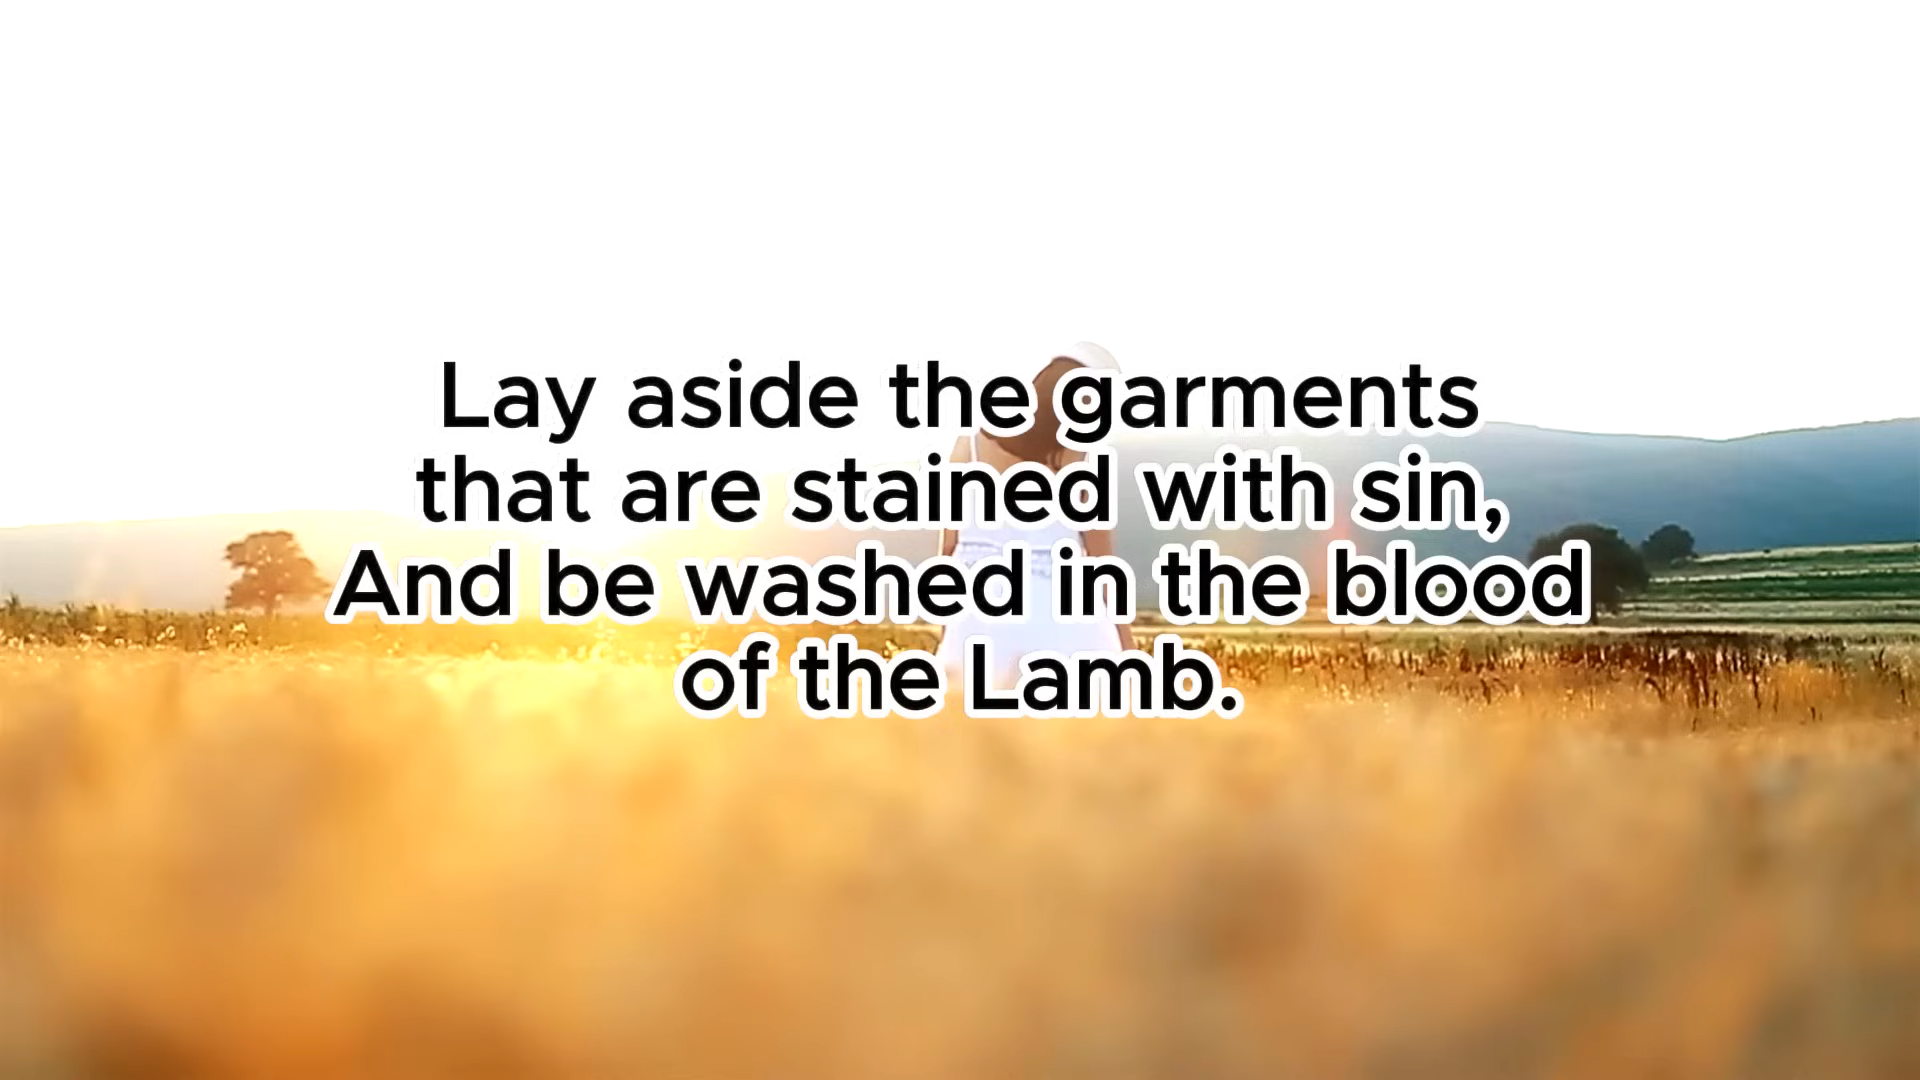 Lay aside the garments
that are stained with sin,
And be washed in the blood
of the Lamb.